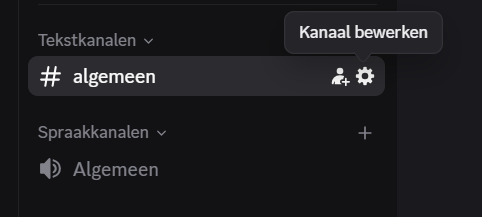 Kanaal bewerken
Tekstkanalen
# algemeen
Spraakkanalen
Algemeen